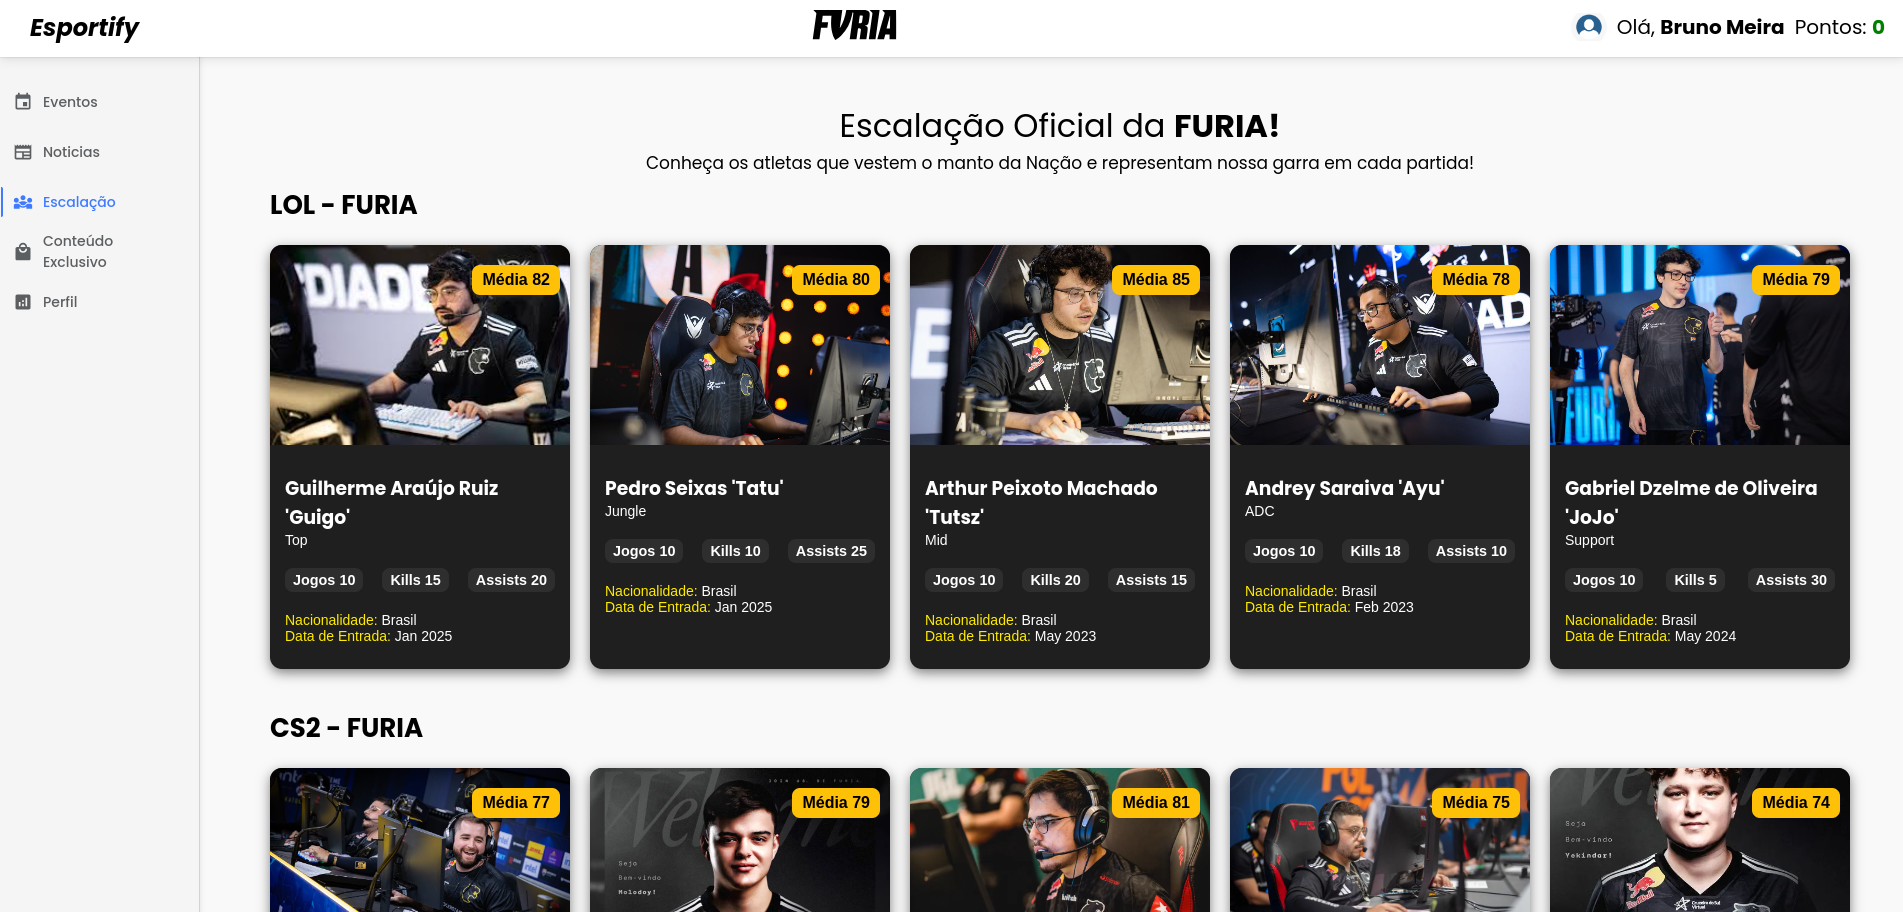 Esportify
FURIA
Olá, Bruno Meira Pontos: 0
Eventos
Noticias
Escalação
Conteúdo
Exclusivo
Perfil
Escalação Oficial da FURIA!
Conheça os atletas que vestem o manto da Nação e representam nossa garra em cada partida!
LOL - FURIA
Média 82
Guilherme Araújo Ruiz
'Guigo'
Top
Jogos 10 Kills 15 Assists 20
Nacionalidade: Brasil
Data de Entrada: Jan 2025
Média 80
Pedro Seixas 'Tatu'
Jungle
Jogos 10 Kills 10 Assists 25
Nacionalidade: Brasil
Data de Entrada: Jan 2025
Média 85
Arthur Peixoto Machado
'Tutsz'
Mid
Jogos 10 Kills 20 Assists 15
Nacionalidade: Brasil
Data de Entrada: May 2023
Média 78
Andrey Saraiva 'Ayu'
ADC
Jogos 10 Kills 18 Assists 10
Nacionalidade: Brasil
Data de Entrada: Feb 2023
Média 79
Gabriel Dzelme de Oliveira
'JoJo'
Support
Jogos 10 Kills 5 Assists 30
Nacionalidade: Brasil
Data de Entrada: May 2024
CS2 - FURIA
Média 77
Média 79
Seja
Bem-vindo
Molodoy!
Média 81
Média 75
Média 74
Seja
Bem-vindo
Yekindar!